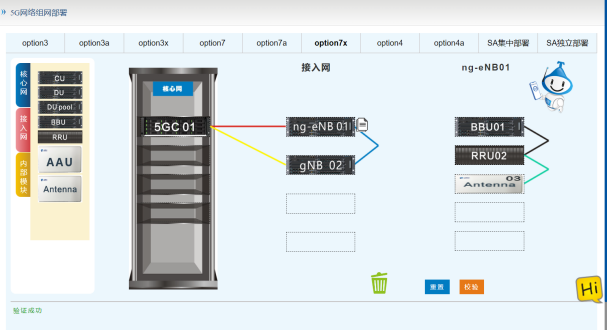 » 5G网络组网部署
option3 option3a option3x option7 option7a option7x option4 option4a SA集中部署 SA独立部署
核心网
接入网
内部模块
CU
DU
DU pool
BBU
RRU
AAU
Antenna
核心网
5GC 01
接入网
ng-eNB 01
gNB 02
ng-eNB01
BBU01
RRU02
03
Antenna
重置 校验
Hi
验证成功